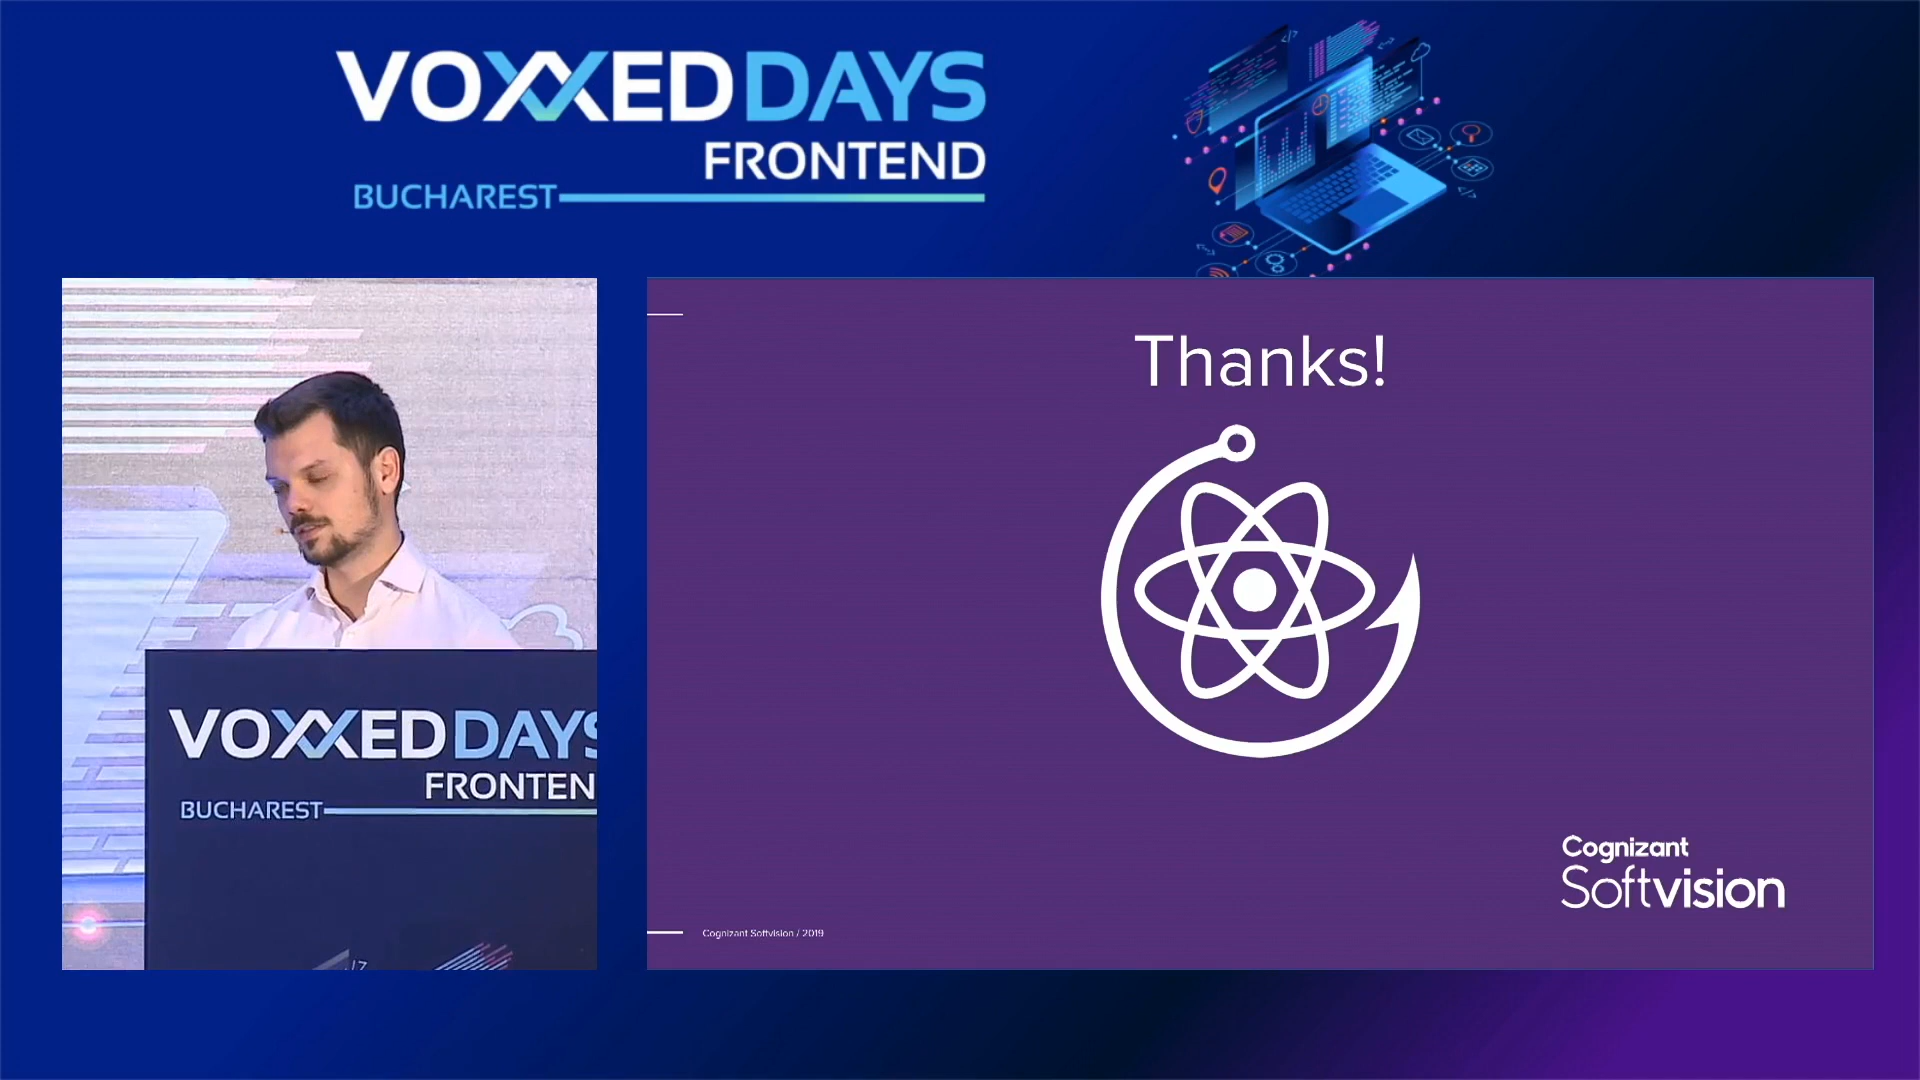 VOXXED DAYS
FRONTEND
BUCHAREST
Thanks!
VOXXED DAYS
FRONTEN
BUCHAREST
Cognizant
Softvision
Cognizant Softvision / 2019